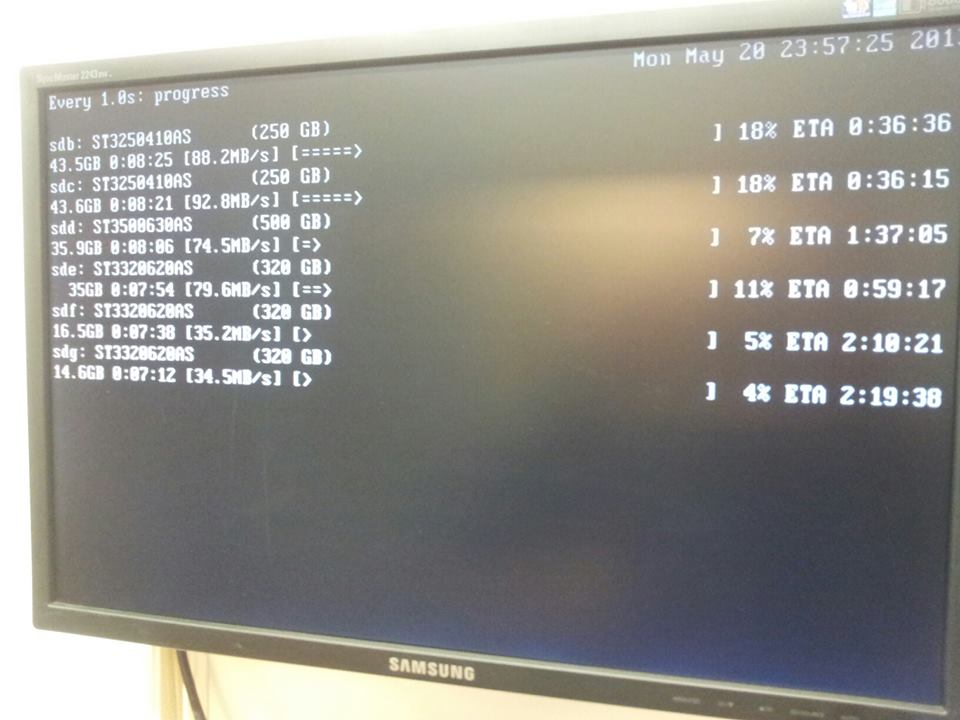 SyncMaster 2243
Mon May 20 23:57:25 201
Every 1.0s: progress
sdb: ST3250410AS (250 GB)
43.5GB 0:08:25 [88.2MB/s] [=====> ] 18% ETA 0:36:36
sdc: ST3250410AS (250 GB)
43.6GB 0:08:21 [92.8MB/s] [=====> ] 18% ETA 0:36:15
sdd: ST3500630AS (500 GB)
35.9GB 0:08:06 [74.5MB/s] [=> ] 7% ETA 1:37:05
sde: ST3320620AS (320 GB)
35GB 0:07:54 [79.6MB/s] [==> ] 11% ETA 0:59:17
sdf: ST3320620AS (320 GB)
16.5GB 0:07:38 [35.2MB/s] [> ] 5% ETA 2:10:21
sdg: ST3320620AS (320 GB)
14.6GB 0:07:12 [34.5MB/s] [> ] 4% ETA 2:19:38
SAMSUNG